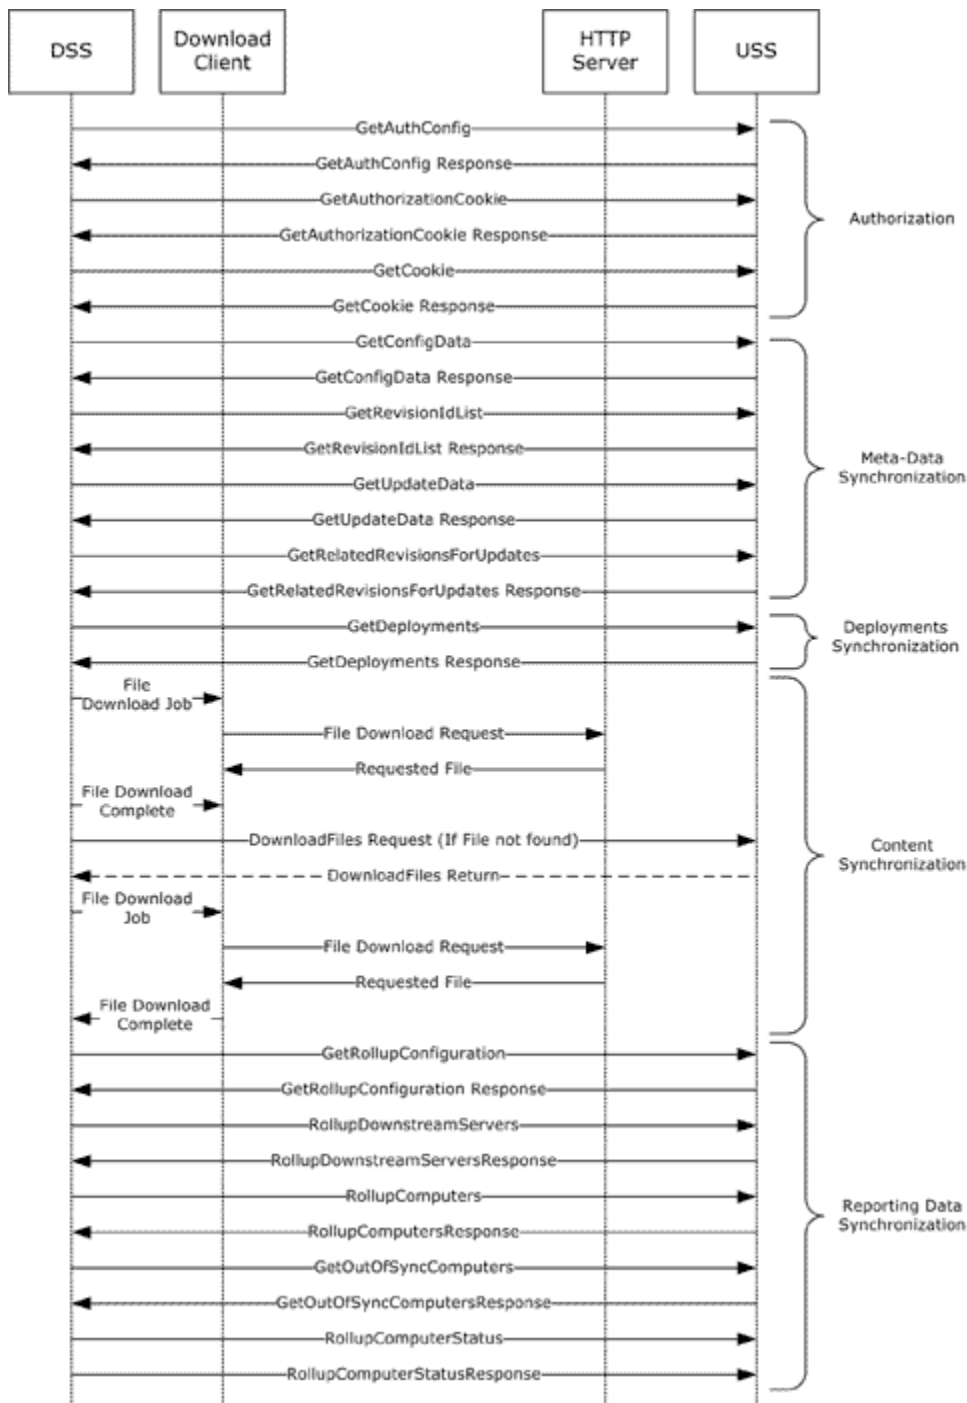 DSS
Download
Client
HTTP
Server
USS
GetAuthConfig
GetAuthConfig Response
GetAuthorizationCookie
GetAuthorizationCookie Response
GetCookie
GetCookie Response
Authorization
GetConfigData
GetConfigData Response
GetRevisionIdList
GetRevisionIdList Response
GetUpdateData
GetUpdateData Response
GetRelatedRevisionsForUpdates
GetRelatedRevisionsForUpdates Response
Meta-Data
Synchronization
GetDeployments
GetDeployments Response
Deployments
Synchronization
File
Download Job
File Download Request
Requested File
File Download
Complete
DownloadFiles Request (If File not found)
DownloadFiles Return
File Download
Job
File Download Request
Requested File
File Download
Complete
Content
Synchronization
GetRollupConfiguration
GetRollupConfiguration Response
RollupDownstreamServers
RollupDownstreamServersResponse
RollupComputers
RollupComputersResponse
GetOutOfSyncComputers
GetOutOfSyncComputersResponse
RollupComputerStatus
RollupComputerStatusResponse
Reporting Data
Synchronization